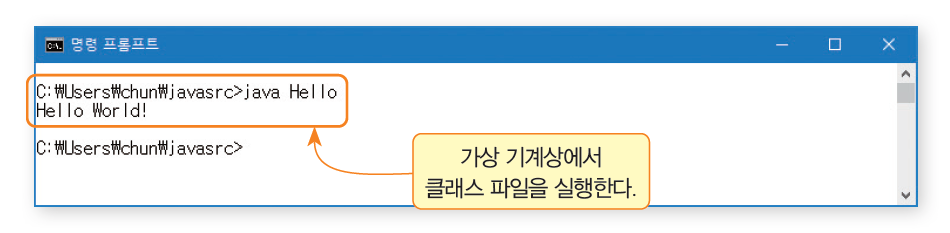 명령 프롬프트
C:₩Users₩chun₩javasrc>java Hello
Hello World!
C:₩Users₩chun₩javasrc>
가상 기계상에서
클래스 파일을 실행한다.